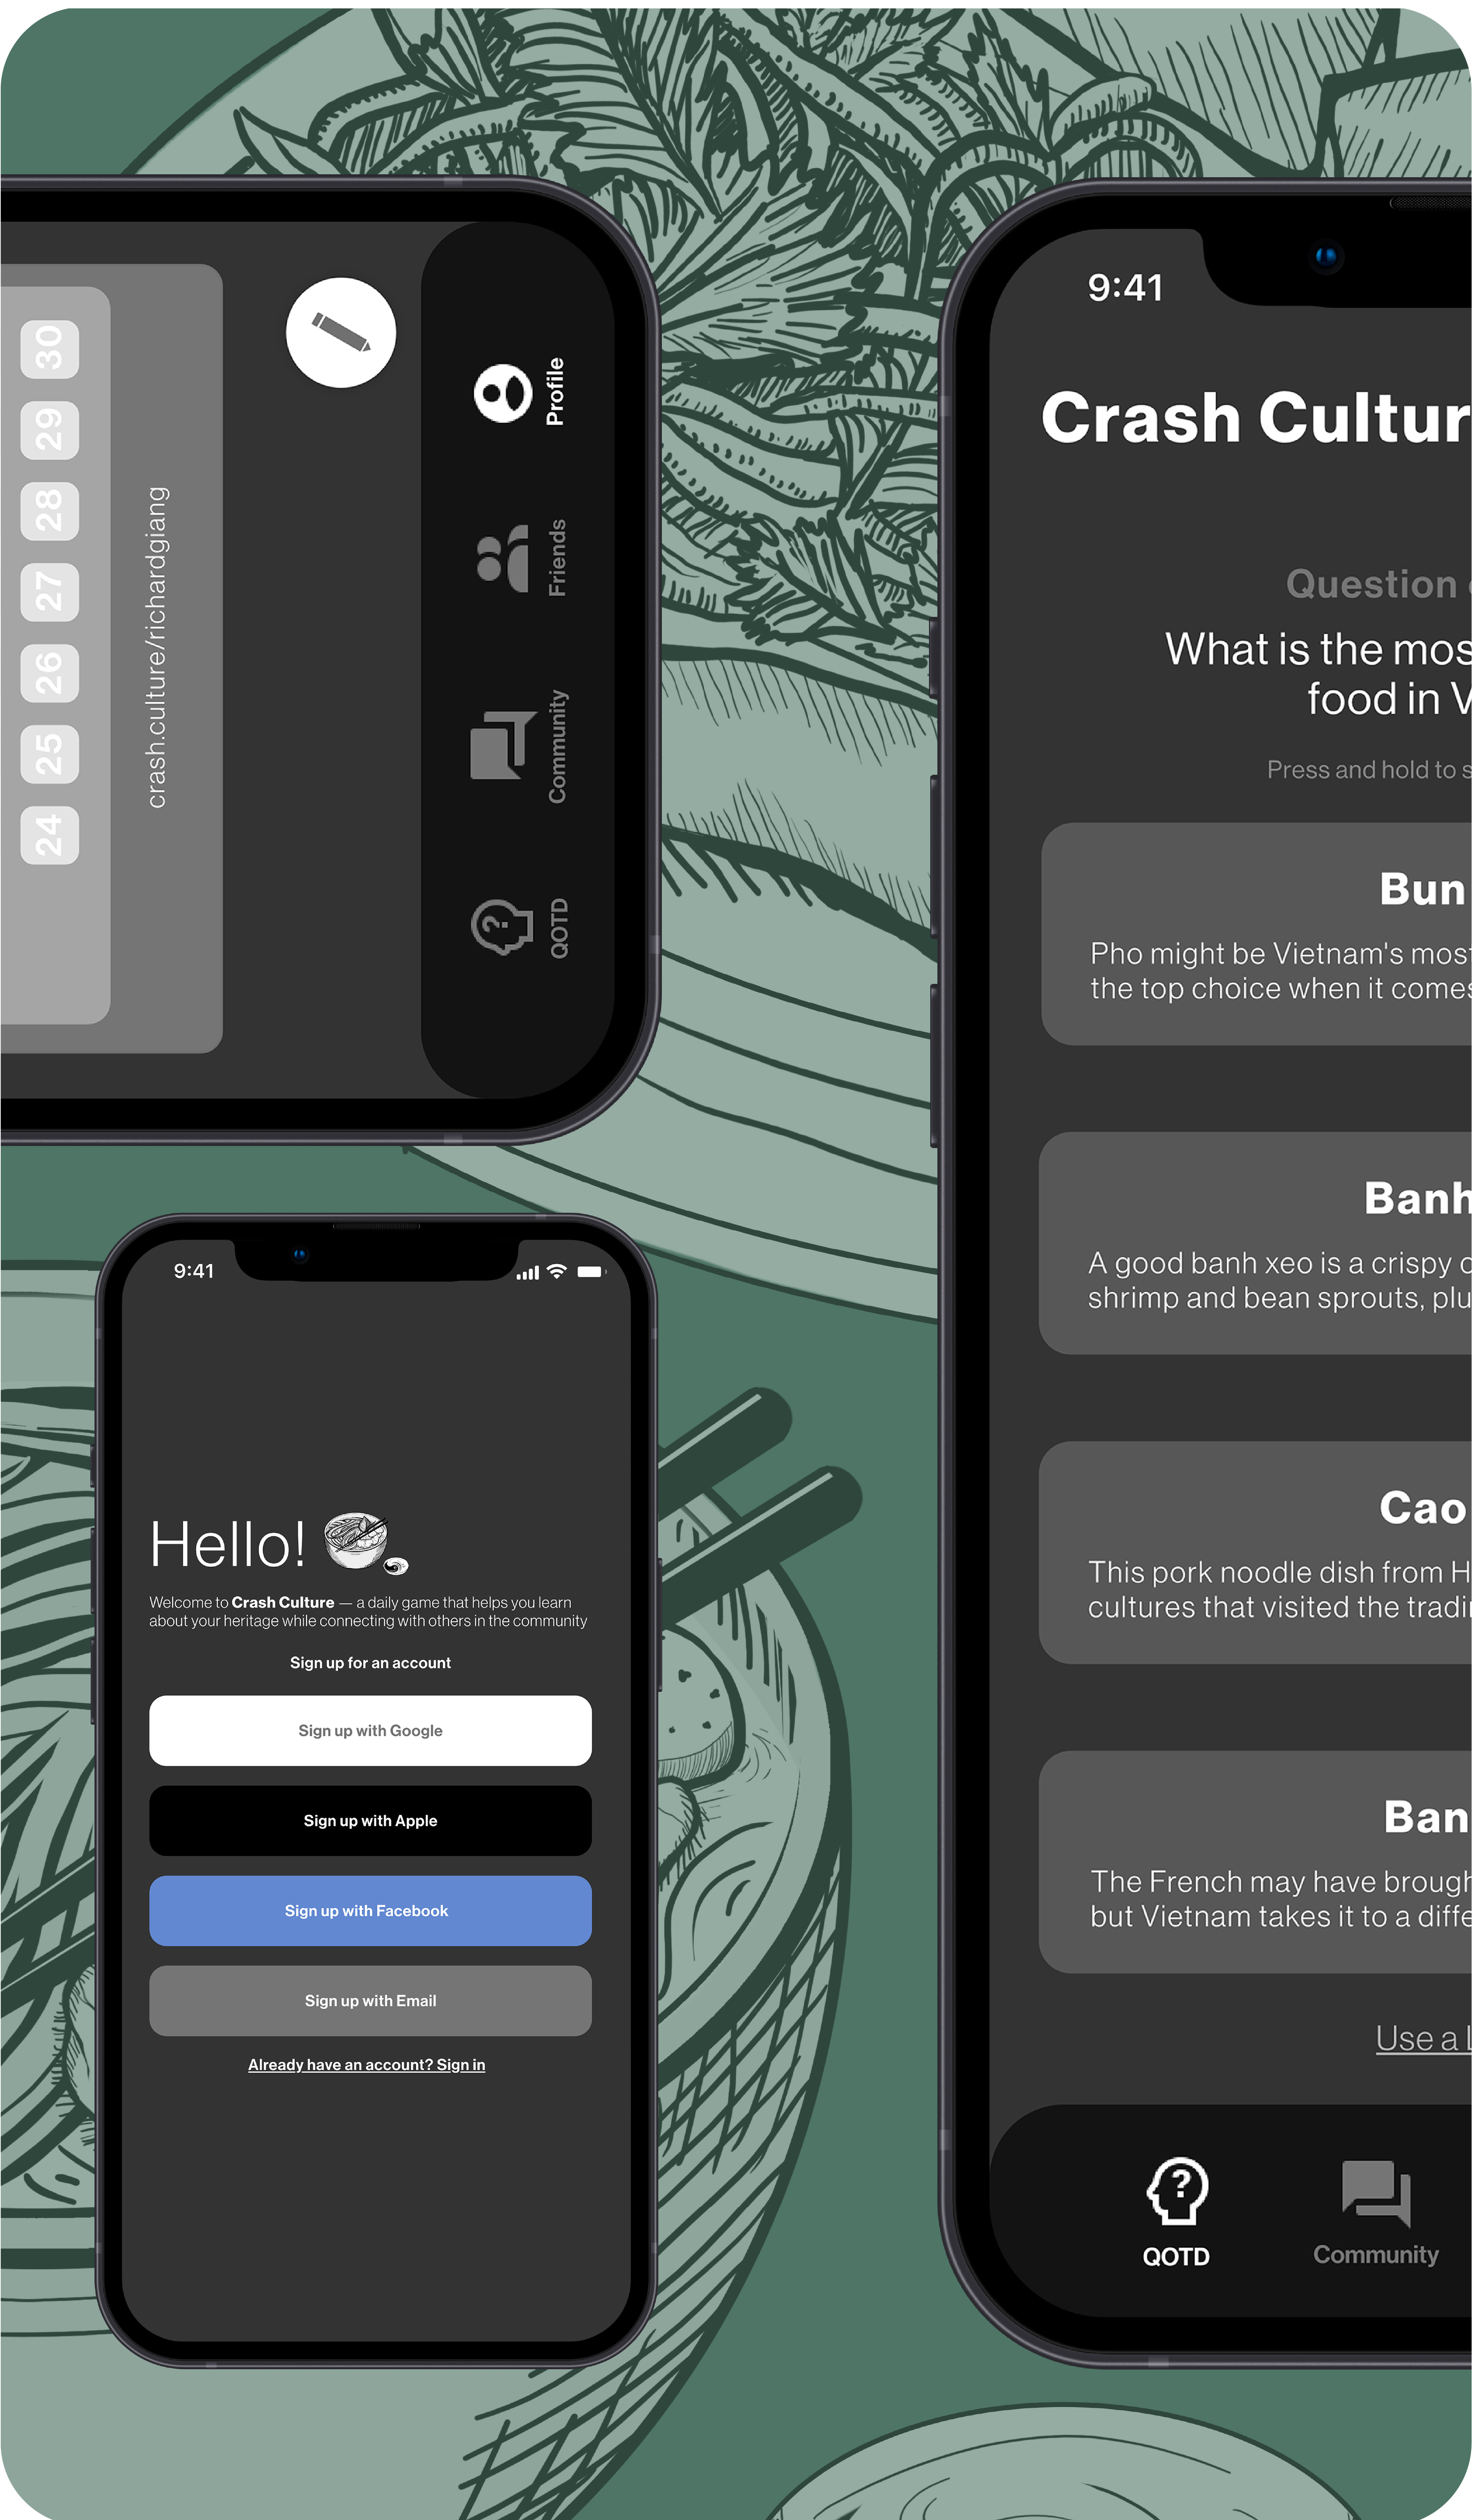 30
29
28
27
26
25
24
crash.culture/richardgiang
Profile
Friends
Community
QOTD
9:41
Crash Cultur
Question
What is the mos
food in V
Press and hold to s
Bun
Pho might be Vietnam's most
the top choice when it comes
Banh
A good banh xeo is a crispy c
shrimp and bean sprouts, plu
Cao
This pork noodle dish from H
cultures that visited the tradi
Ban
The French may have brough
but Vietnam takes it to a diffe
Use a L
QOTD
Community
9:41
Hello!
Welcome to Crash Culture — a daily game that helps you learn
about your heritage while connecting with others in the community
Sign up for an account
Sign up with Google
Sign up with Apple
Sign up with Facebook
Sign up with Email
Already have an account? Sign in